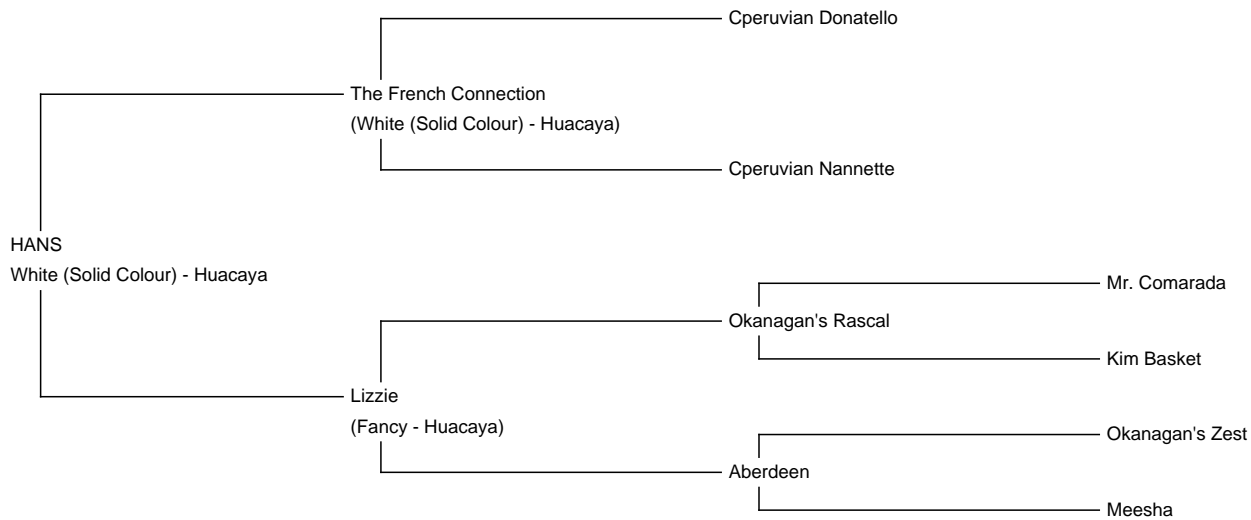 Cperuvian Donatello
The French Connection
(White (Solid Colour) - Huacaya)
Cperuvian Nannette
HANS
White (Solid Colour) - Huacaya
Mr. Comarada
Okanagan's Rascal
Kim Basket
Lizzie
(Fancy - Huacaya)
Okanagan's Zest
Aberdeen
Meesha